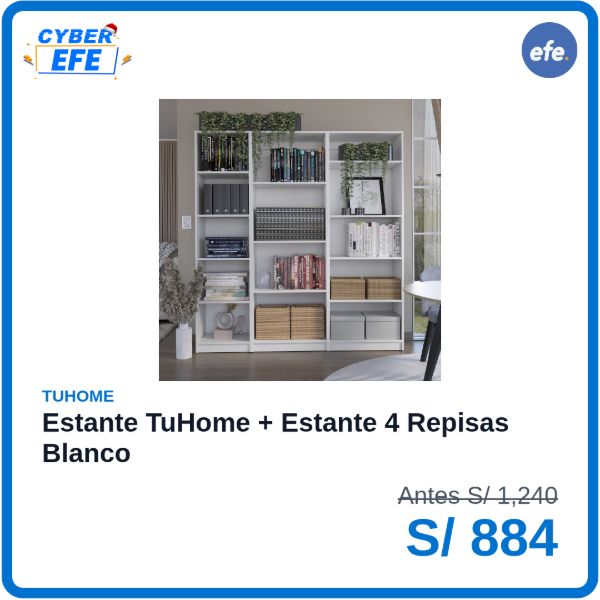 CYBER
EFE
efe.
TUHOME
Estante TuHome + Estante 4 Repisas
Blanco
Antes S/ 1,240
S/ 884